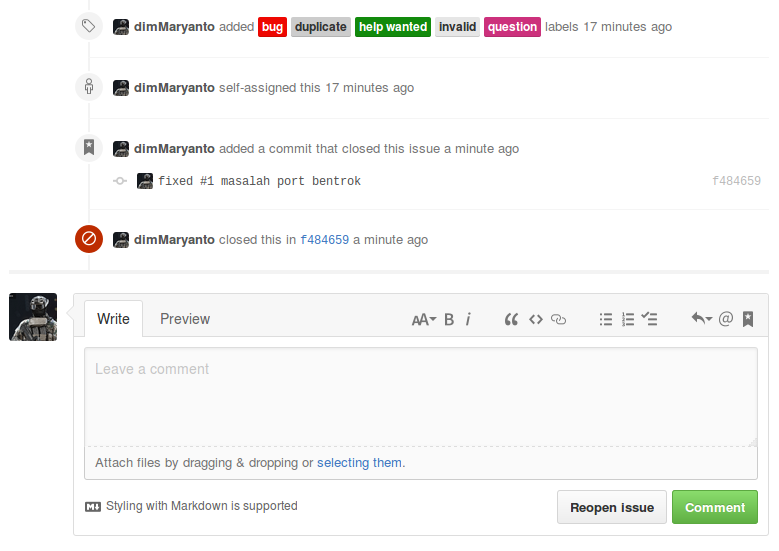 dimMaryanto added bug duplicate help wanted invalid question labels 17 minutes ago
dimMaryanto self-assigned this 17 minutes ago
dimMaryanto added a commit that closed this issue a minute ago
fixed #1 masalah port bentrok f484659
dimMaryanto closed this in f484659 a minute ago
Write Preview AA B i @
Leave a comment
Attach files by dragging & dropping or selecting them.
Styling with Markdown is supported Reopen issue Comment